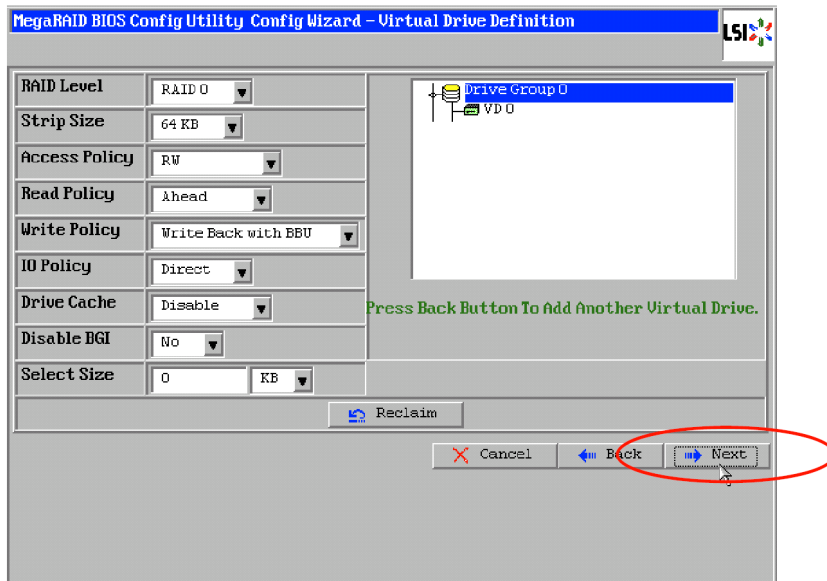 MegaRAID BIOS Config Utility Config Wizard – Virtual Drive Definition
LSI
RAID Level RAID 0
Strip Size 64 KB
Access Policy RW
Read Policy Ahead
Write Policy Write Back with BBU
IO Policy Direct
Drive Cache Disable
Disable BGI No
Select Size 0 KB
Drive Group 0
VD 0
Press Back Button To Add Another Virtual Drive.
Reclaim
Cancel Back Next